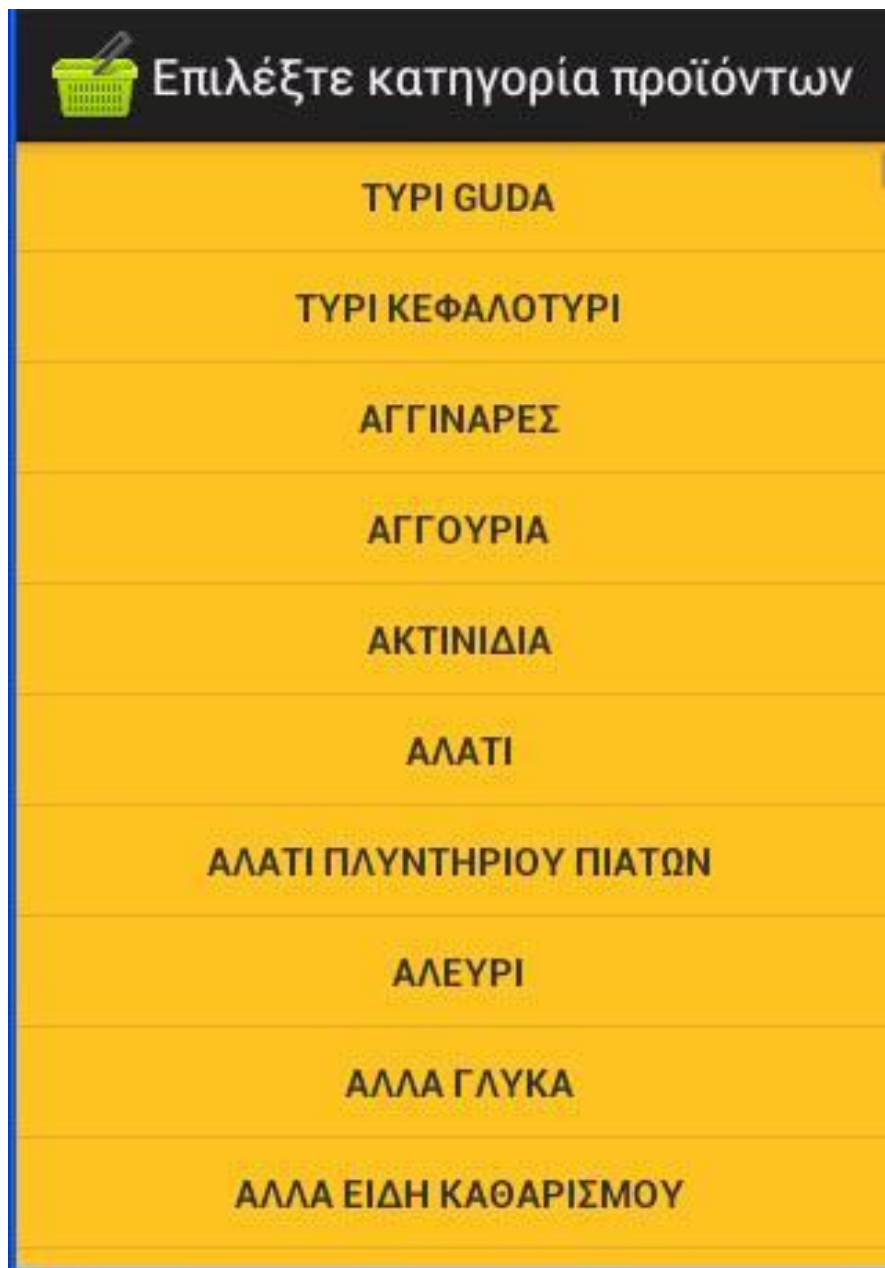 Επιλέξτε κατηγορία προϊόντων
ΤΥΡΙ GUDA
ΤΥΡΙ ΚΕΦΑΛΟΤΥΡΙ
ΑΓΓΙΝΑΡΕΣ
ΑΓΓΟΥΡΙΑ
ΑΚΤΙΝΙΔΙΑ
ΑΛΑΤΙ
ΑΛΑΤΙ ΠΛΥΝΤΗΡΙΟΥ ΠΙΑΤΩΝ
ΑΛΕΥΡΙ
ΑΛΛΑ ΓΛΥΚΑ
ΑΛΛΑ ΕΙΔΗ ΚΑΘΑΡΙΣΜΟΥ